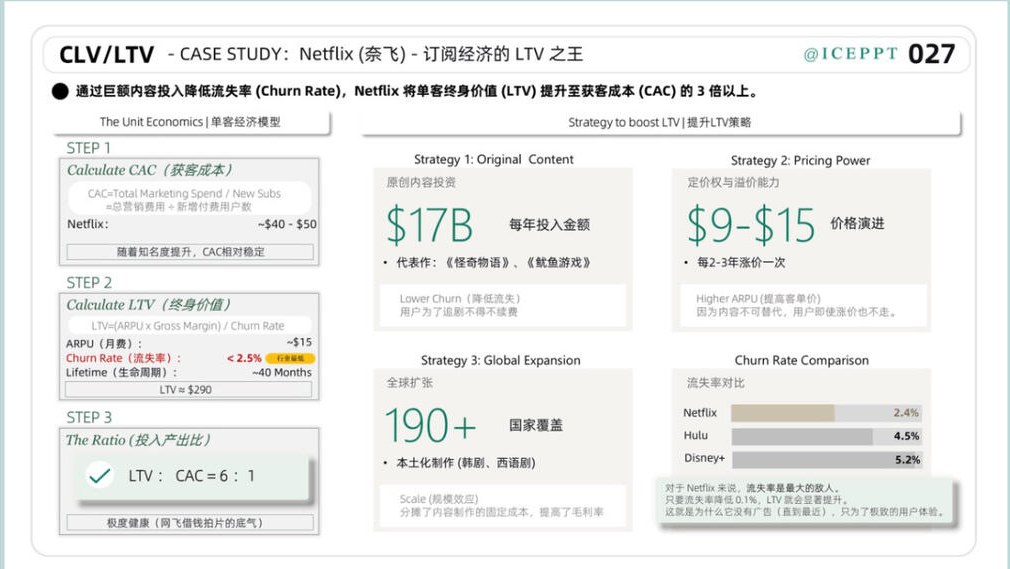 CLV/LTV - CASE STUDY：Netflix (奈飞) - 订阅经济的 LTV 之王
@ICEPPT 027
通过巨额内容投入降低流失率 (Churn Rate)，Netflix 将单客终身价值 (LTV) 提升至获客成本 (CAC) 的 3 倍以上。
The Unit Economics | 单客经济模型
STEP 1
Calculate CAC（获客成本）
CAC=Total Marketing Spend / New Subs
=总营销费用 ÷ 新增付费用户数
Netflix： ~$40 - $50
随着知名度提升，CAC相对稳定
STEP 2
Calculate LTV（终身价值）
LTV=(ARPU x Gross Margin) / Churn Rate
ARPU（月费）: ~$15
Churn Rate（流失率）: < 2.5% 行业最低
Lifetime（生命周期）: ~40 Months
LTV ≈ $290
STEP 3
The Ratio (投入产出比）
LTV： CAC = 6： 1
极度健康（网飞借钱拍片的底气）
Strategy to boost LTV | 提升LTV策略
Strategy 1: Original Content
原创内容投资
$17B 每年投入金额
• 代表作：《怪奇物语》、《鱿鱼游戏》
Lower Churn（降低流失）
用户为了追剧不得不续费
Strategy 2: Pricing Power
定价权与溢价能力
$9-$15 价格演进
• 每2-3年涨价一次
Higher ARPU (提高客单价)
因为内容不可替代，用户即使涨价也不走。
Strategy 3: Global Expansion
全球扩张
190+ 国家覆盖
• 本土化制作 (韩剧、西语剧)
Scale (规模效应)
分摊了内容制作的固定成本，提高了毛利率
Churn Rate Comparison
流失率对比
Netflix 2.4%
Hulu 4.5%
Disney+ 5.2%
对于 Netflix 来说，流失率是最大的敌人。
只要流失率降低 0.1%，LTV 就会显著提升。
这就是为什么它没有广告（直到最近），只为了极致的用户体验。